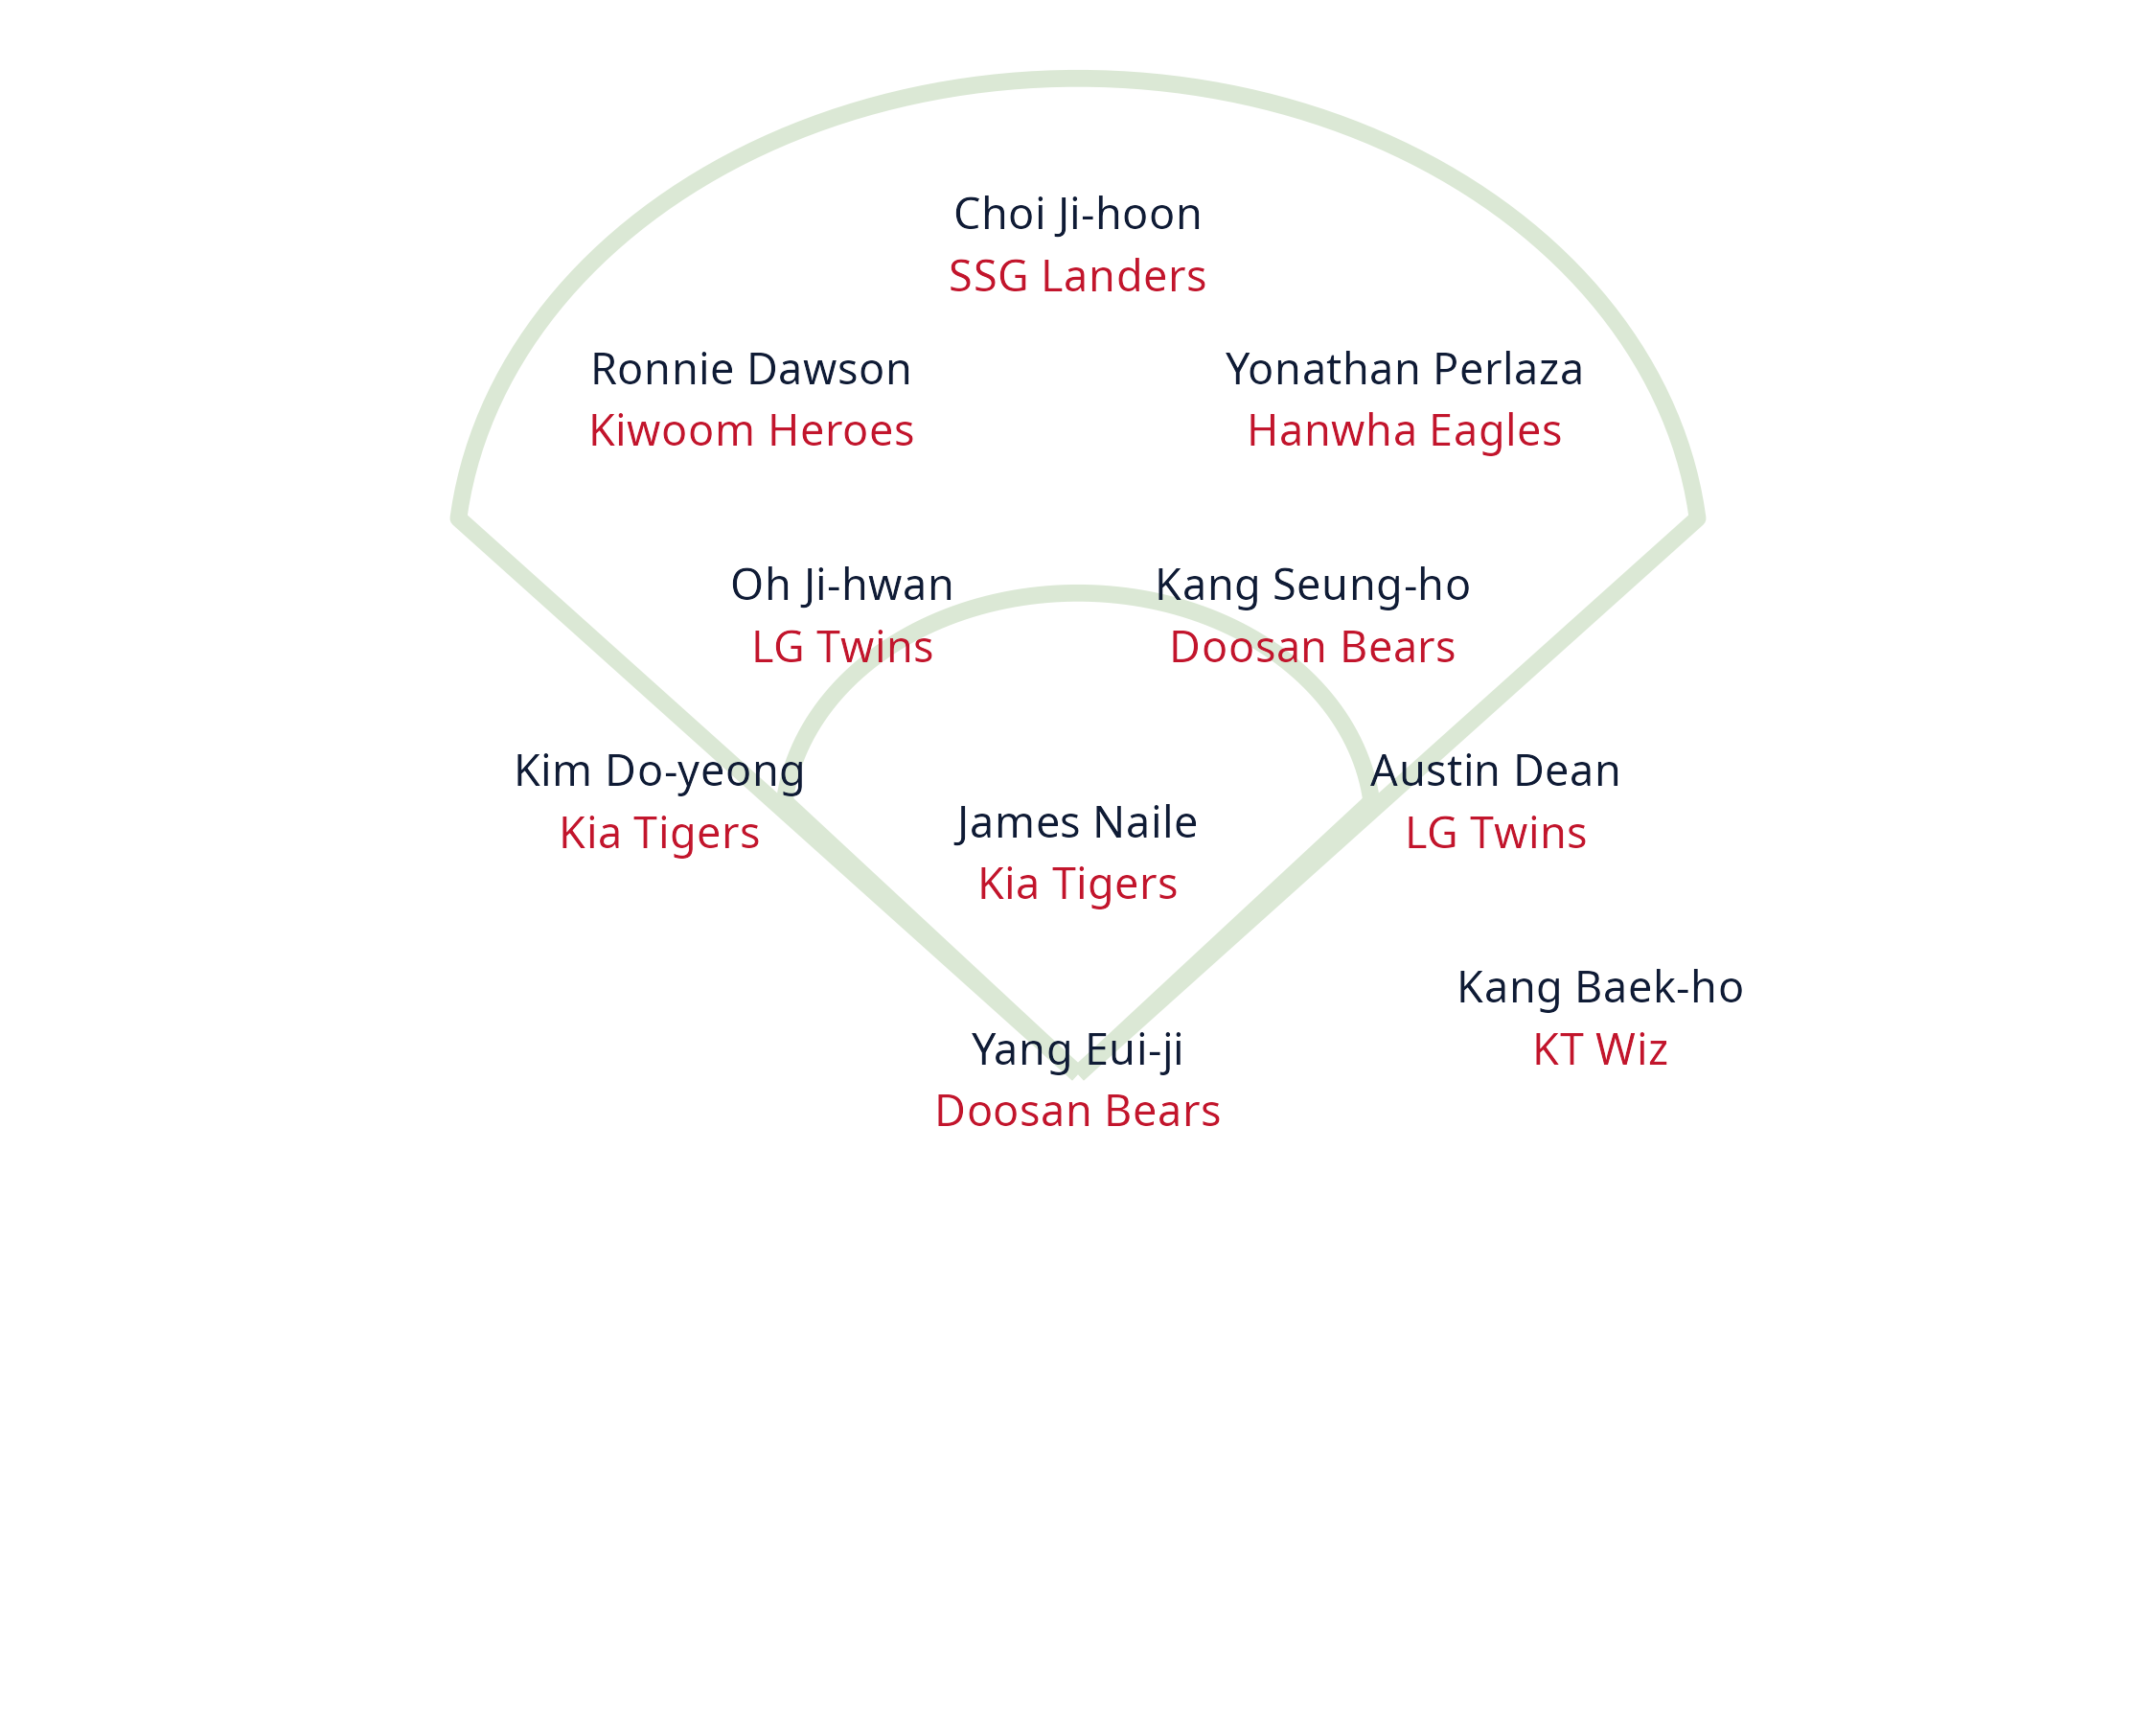 Choi Ji-hoon
SSG Landers
Ronnie Dawson
Kiwoom Heroes
Yonathan Perlaza
Hanwha Eagles
Oh Ji-hwan
LG Twins
Kang Seung-ho
Doosan Bears
Kim Do-yeong
Kia Tigers
James Naile
Kia Tigers
Austin Dean
LG Twins
Kang Baek-ho
KT Wiz
Yang Eui-ji
Doosan Bears